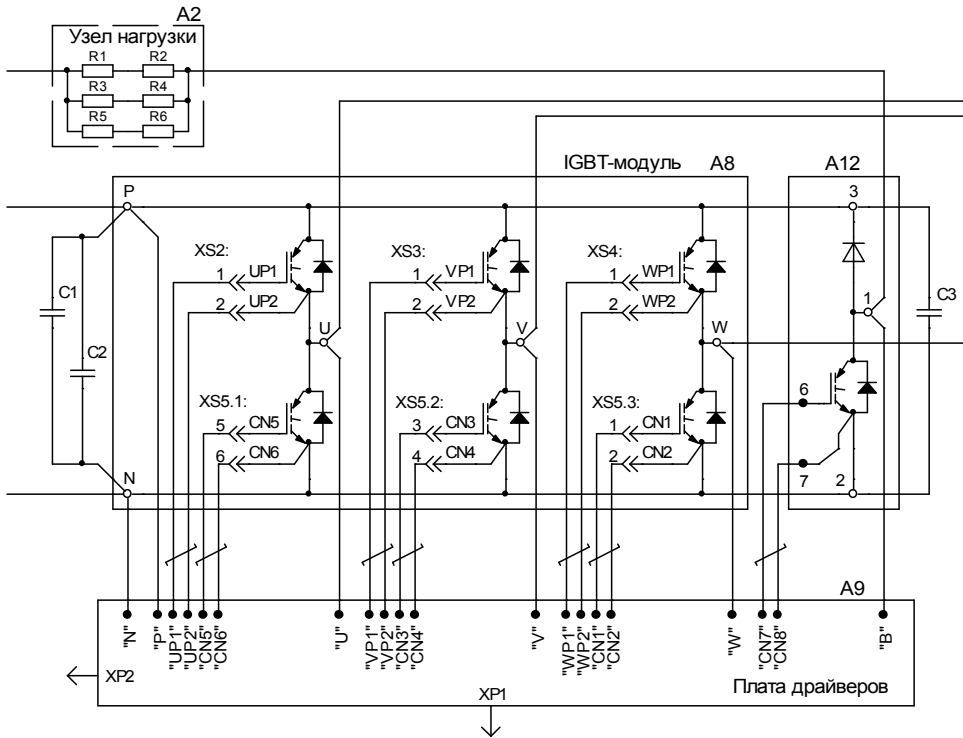 A2
Узел нагрузки
R1 R2
R3 R4
R5 R6
IGBT-модуль A8 A12
P 3
XS2: XS3: XS4:
1 UP1 1 VP1 1 WP1
2 UP2 2 VP2 2 WP2
C1 1 C3
U V W
C2
6
XS5.1: XS5.2: XS5.3:
5 CN5 3 CN3 1 CN1
6 CN6 4 CN4 2 CN2
N 7 2
A9
"N" "P" "UP1" "UP2" "CN5" "CN6" "U" "VP1" "VP2" "CN3" "CN4" "V" "WP1" "WP2" "CN1" "CN2" "W" "CN7" "CN8" "B"
XP2
XP1
Плата драйверов